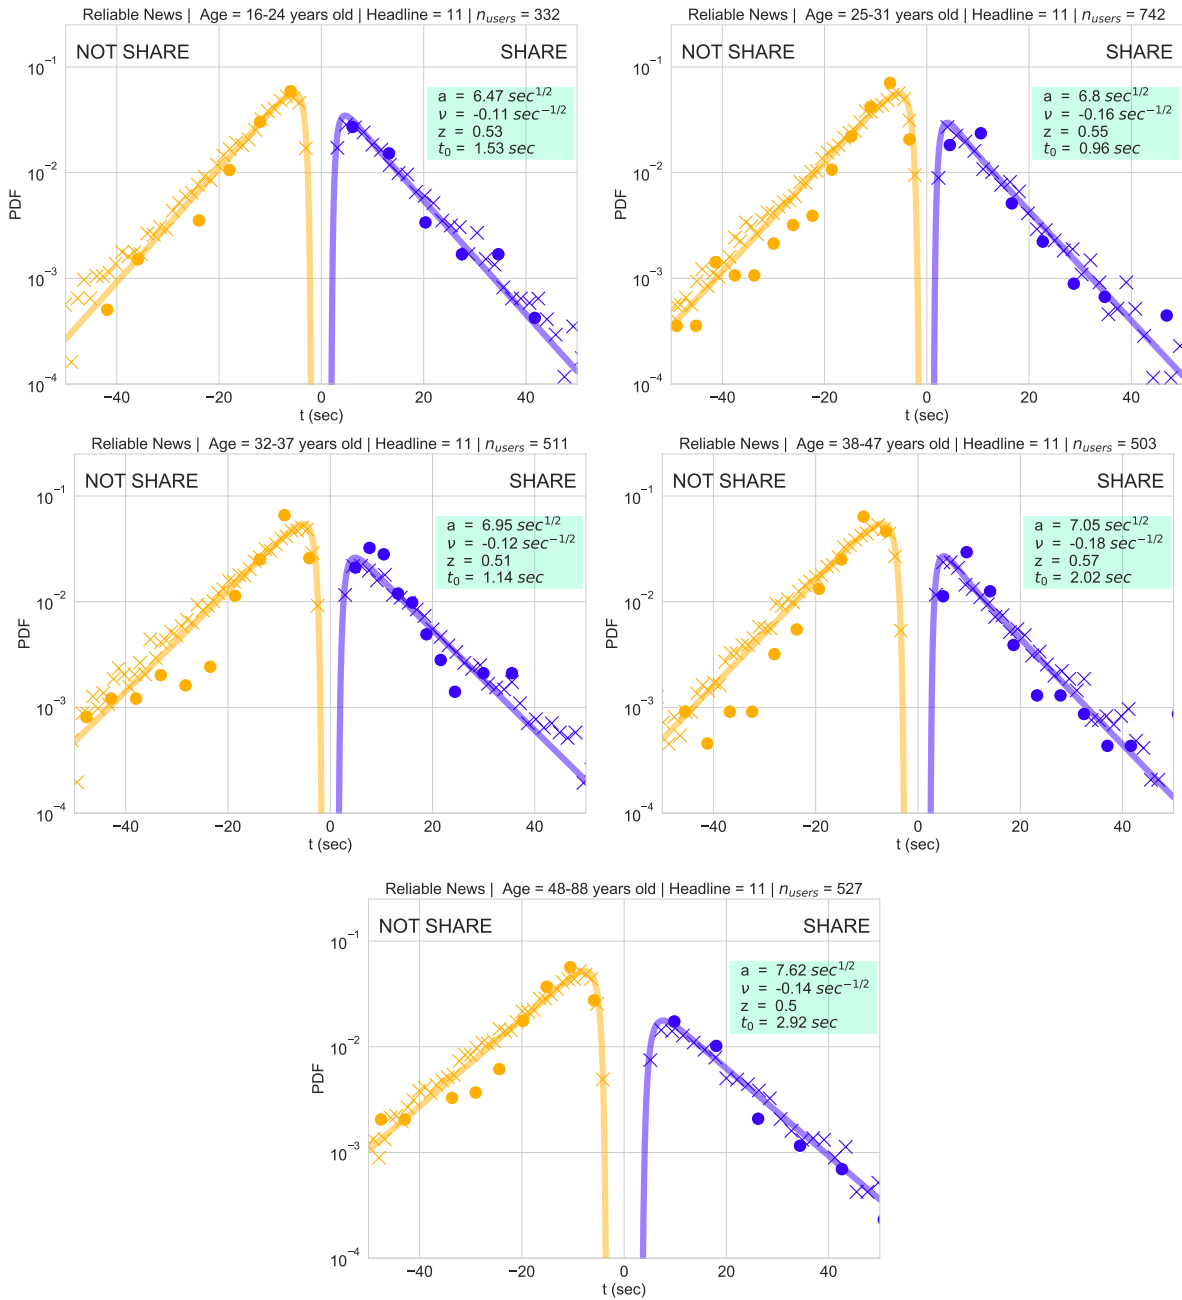 Reliable News | Age = 16-24 years old | Headline = 11 | n_users = 332
NOT SHARE SHARE
10^−1
10^−2
10^−3
10^−4
PDF
a = 6.47 sec^1/2
ν = -0.11 sec^−1/2
z = 0.53
t_0 = 1.53 sec
−40 −20 0 20 40
t (sec)
Reliable News | Age = 25-31 years old | Headline = 11 | n_users = 742
NOT SHARE SHARE
10^−1
10^−2
10^−3
10^−4
PDF
a = 6.8 sec^1/2
ν = -0.16 sec^−1/2
z = 0.55
t_0 = 0.96 sec
−40 −20 0 20 40
t (sec)
Reliable News | Age = 32-37 years old | Headline = 11 | n_users = 511
NOT SHARE SHARE
10^−1
10^−2
10^−3
10^−4
PDF
a = 6.95 sec^1/2
ν = -0.12 sec^−1/2
z = 0.51
t_0 = 1.14 sec
−40 −20 0 20 40
t (sec)
Reliable News | Age = 38-47 years old | Headline = 11 | n_users = 503
NOT SHARE SHARE
10^−1
10^−2
10^−3
10^−4
PDF
a = 7.05 sec^1/2
ν = -0.18 sec^−1/2
z = 0.57
t_0 = 2.02 sec
−40 −20 0 20 40
t (sec)
Reliable News | Age = 48-88 years old | Headline = 11 | n_users = 527
NOT SHARE SHARE
10^−1
10^−2
10^−3
10^−4
PDF
a = 7.62 sec^1/2
ν = -0.14 sec^−1/2
z = 0.5
t_0 = 2.92 sec
−40 −20 0 20 40
t (sec)